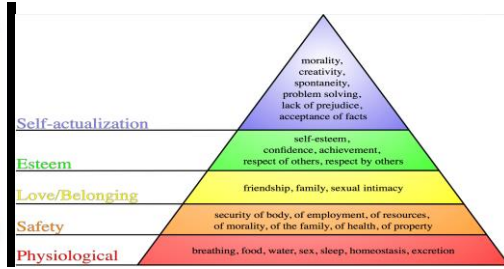 morality,
creativity,
spontaneity,
problem solving,
lack of prejudice,
acceptance of facts
Self-actualization
self-esteem,
confidence, achievement,
respect of others, respect by others
Esteem
friendship, family, sexual intimacy
Love/Belonging
security of body, of employment, of resources,
of morality, of the family, of health, of property
Safety
breathing, food, water, sex, sleep, homeostasis, excretion
Physiological